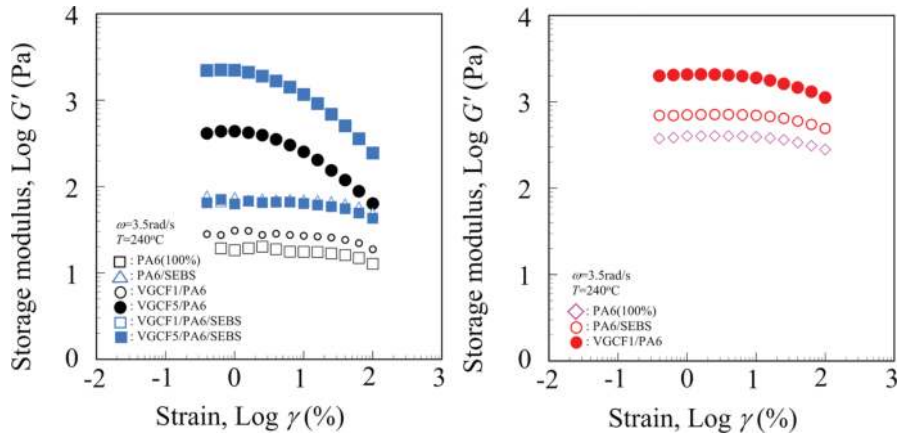 4
3
2
1
0
Storage modulus, Log G′ (Pa)
ω=3.5rad/s
T=240°C
: PA6(100%)
: PA6/SEBS
: VGCF1/PA6
: VGCF5/PA6
: VGCF1/PA6/SEBS
: VGCF5/PA6/SEBS
-2 -1 0 1 2 3
Strain, Log γ (%)
4
3
2
1
0
Storage modulus, Log G′ (Pa)
ω=3.5rad/s
T=240°C
: PA6(100%)
: PA6/SEBS
: VGCF1/PA6
-2 -1 0 1 2 3
Strain, Log γ (%)